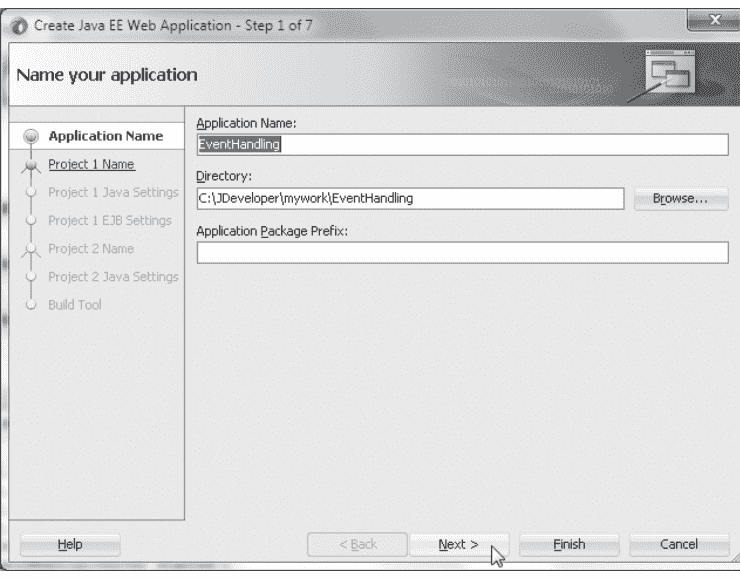 Create Java EE Web Application - Step 1 of 7
Name your application
Application Name
Project 1 Name
Project 1 Java Settings
Project 1 EJB Settings
Project 2 Name
Project 2 Java Settings
Build Tool
Application Name:
EventHandling
Directory:
C:\JDeveloper\mywork\EventHandling
Browse...
Application Package Prefix:
Help
< Back
Next >
Finish
Cancel